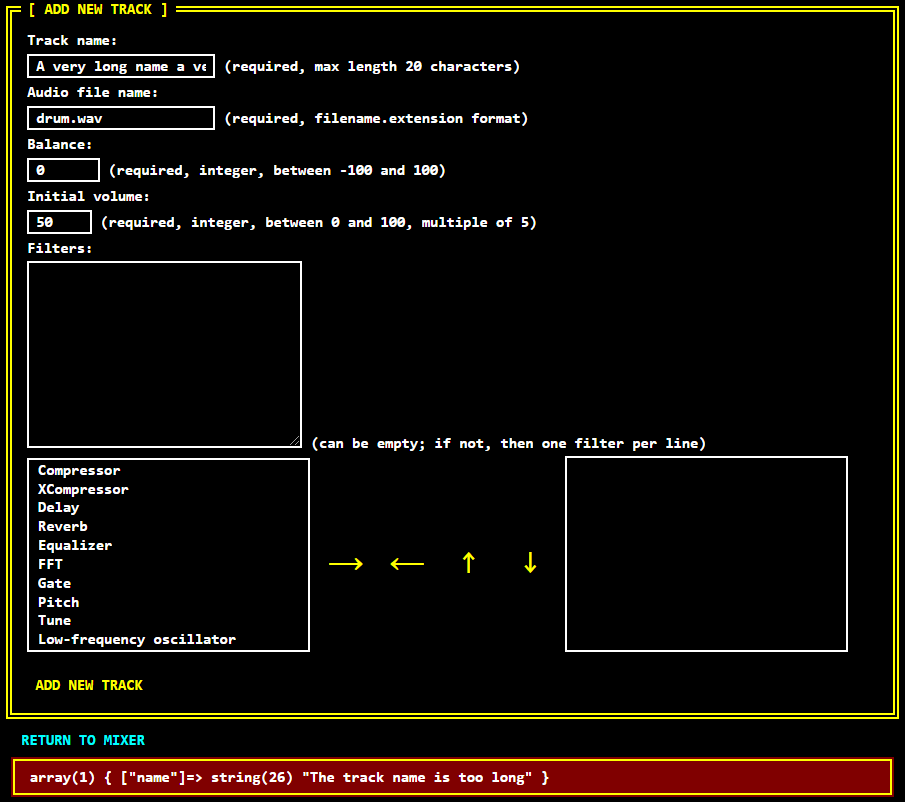 [ ADD NEW TRACK ]
Track name:
A very long name a ve (required, max length 20 characters)
Audio file name:
drum.wav (required, filename.extension format)
Balance:
0 (required, integer, between -100 and 100)
Initial volume:
50 (required, integer, between 0 and 100, multiple of 5)
Filters:
(can be empty; if not, then one filter per line)
Compressor
XCompressor
Delay
Reverb
Equalizer
FFT
Gate
Pitch
Tune
Low-frequency oscillator
→ ← ↑ ↓
ADD NEW TRACK
RETURN TO MIXER
array(1) { ["name"]=> string(26) "The track name is too long" }